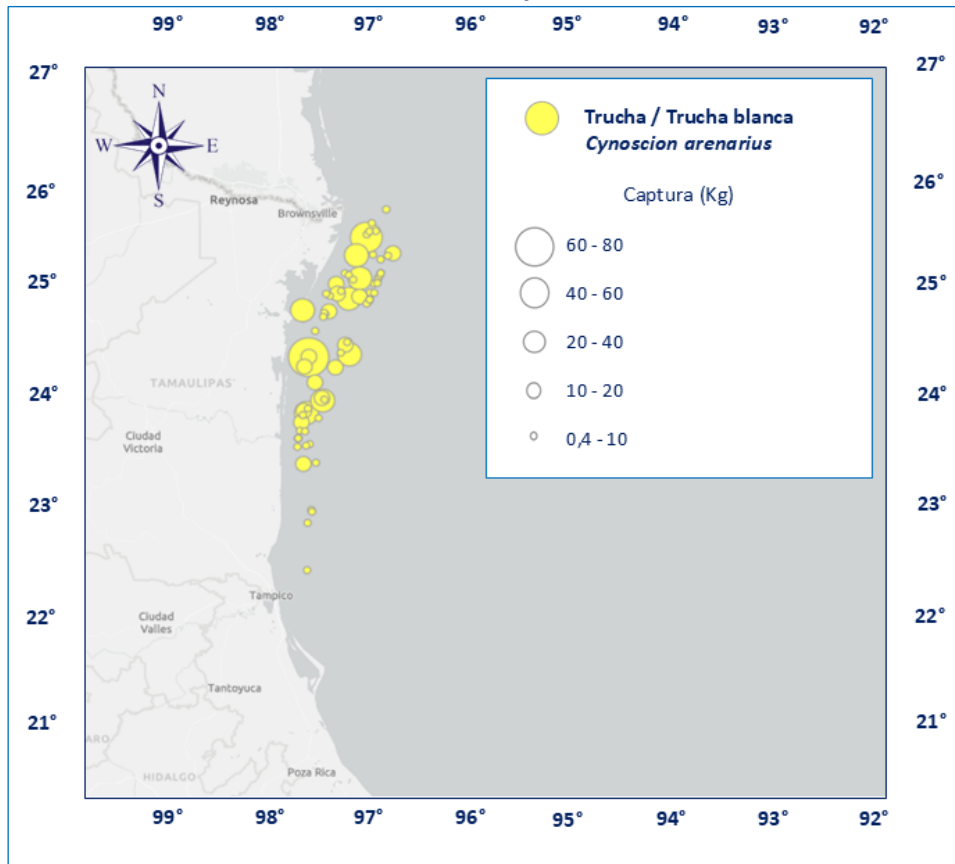 99° 98° 97° 96° 95° 94° 93° 92°
27° 27°
N
W E
S
Trucha / Trucha blanca
Cynoscion arenarius
Captura (Kg)
60 - 80
40 - 60
20 - 40
10 - 20
0,4 - 10
26° 26°
Reynosa
Brownsville
25° 25°
24° 24°
TAMAULIPAS
Ciudad
Victoria
23° 23°
22° 22°
Tampico
Ciudad
Valles
Tantoyuca
21° 21°
ARO
HIDALGO
Poza Rica
99° 98° 97° 96° 95° 94° 93° 92°